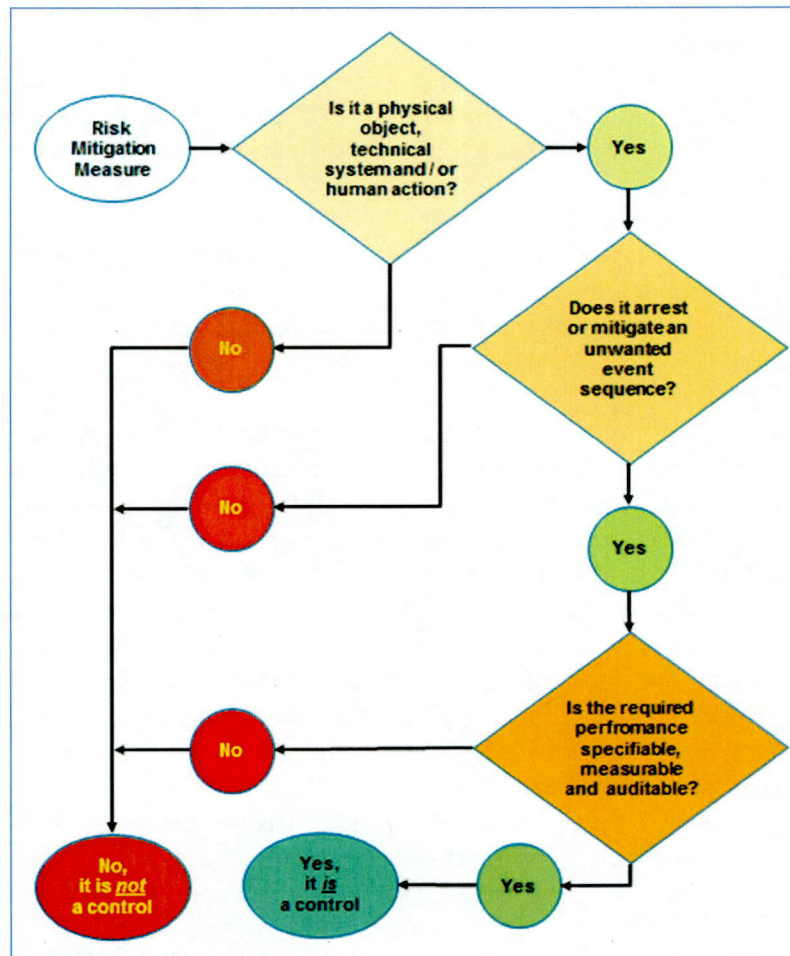 Risk
Mitigation
Measure
Is it a physical
object,
technical
system and / or
human action?
Yes
Does it arrest
or mitigate an
unwanted
event
sequence?
No
No
Yes
Is the required
perfromance
specifiable,
measurable
and auditable?
No
Yes
Yes,
it is
a control
No,
it is not
a control